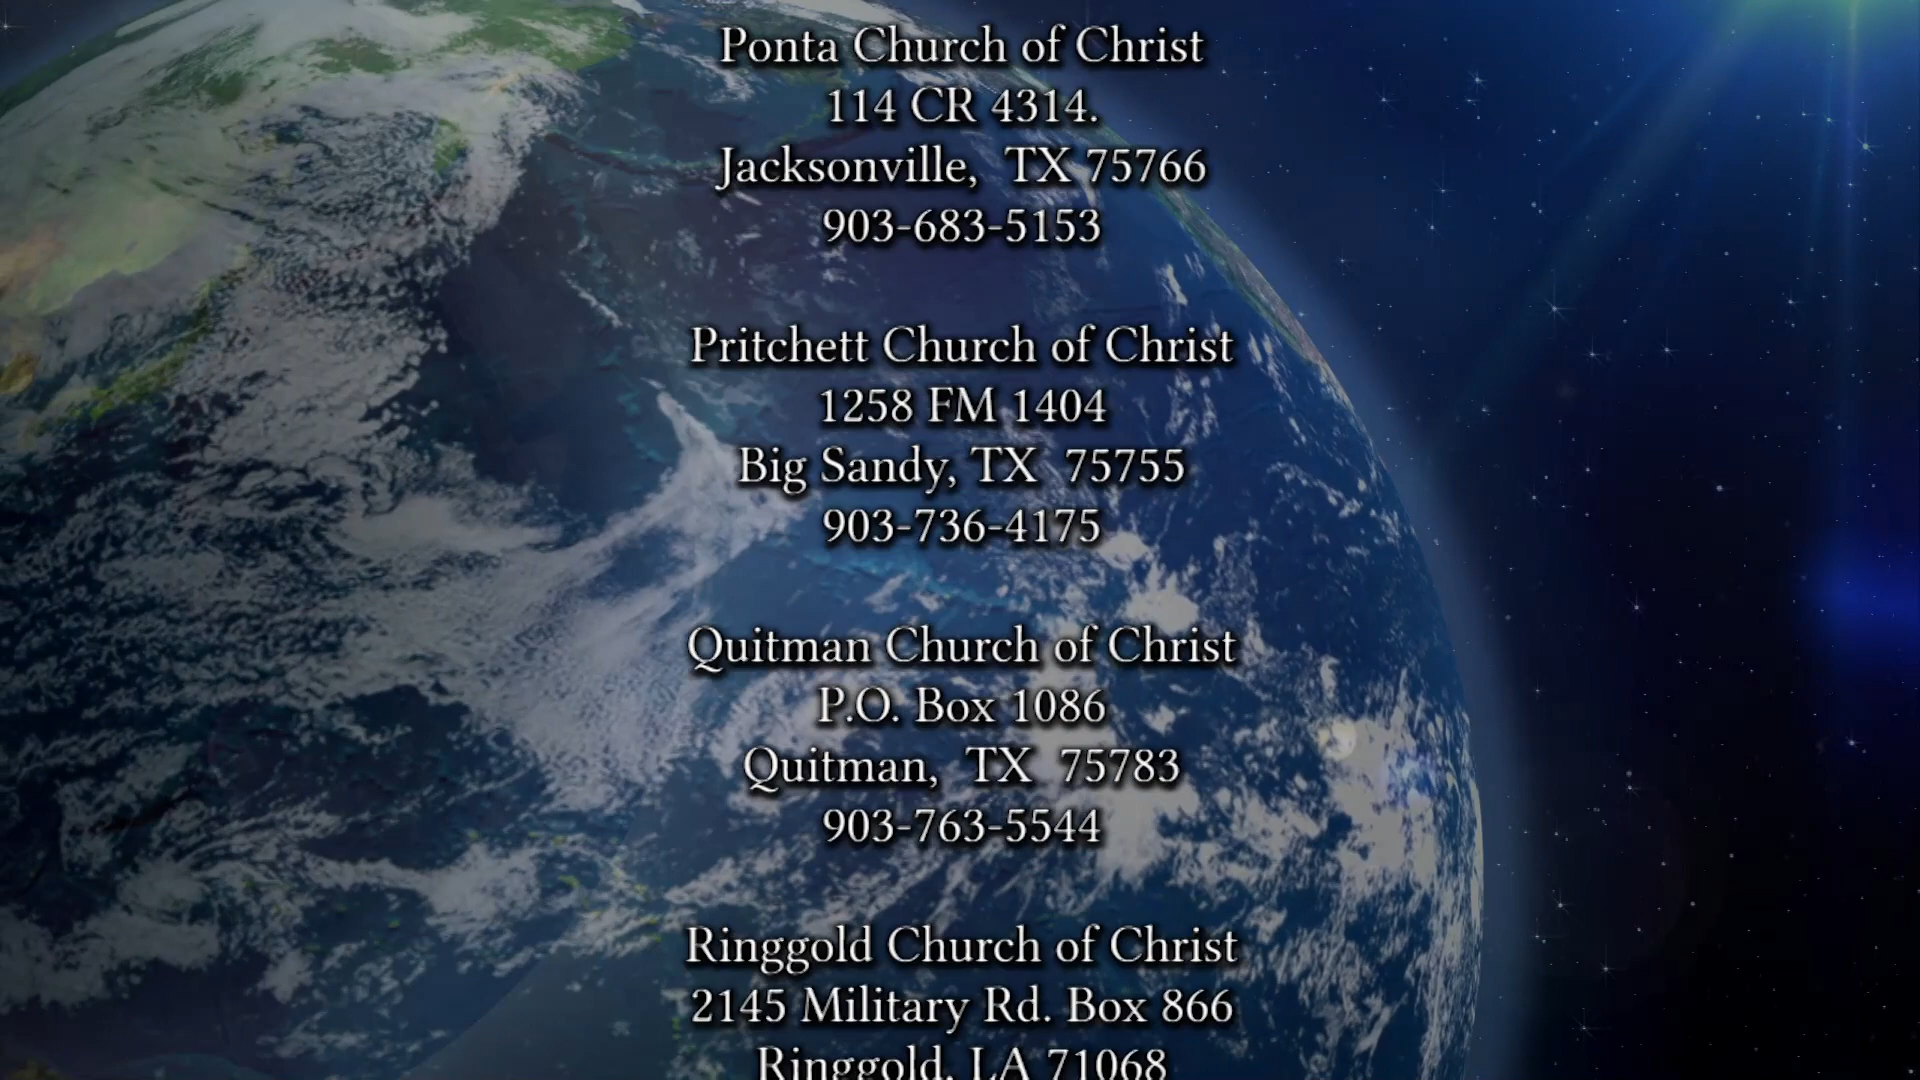 Ponta Church of Christ
114 CR 4314.
Jacksonville, TX 75766
903-683-5153
Pritchett Church of Christ
1258 FM 1404
Big Sandy, TX 75755
903-736-4175
Quitman Church of Christ
P.O. Box 1086
Quitman, TX 75783
903-763-5544
Ringgold Church of Christ
2145 Military Rd. Box 866
Ringgold, LA 71068